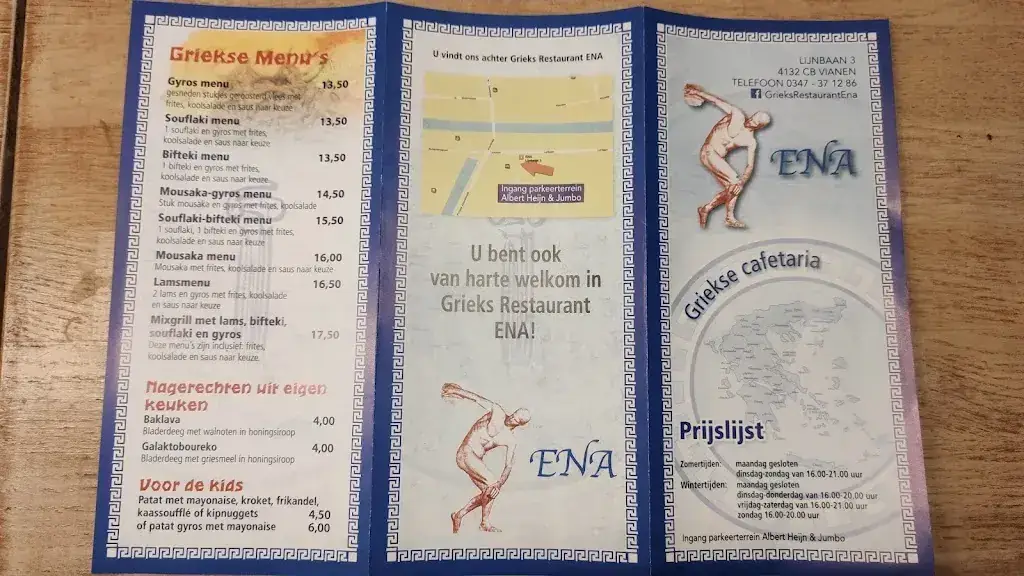 Griekse Menu's
Gyros menu 13,50
gesneden stukjes geroosterd vlees met
frites, koolsalade en saus naar keuze
Souflaki menu 13,50
1 souflaki en gyros met frites,
koolsalade en saus naar keuze
Bifteki menu 13,50
1 bifteki en gyros met frites,
koolsalade en saus naar keuze
Mousaka-gyros menu 14,50
Stuk mousaka en gyros met frites, koolsalade
Souflaki-bifteki menu 15,50
1 souflaki, 1 bifteki en gyros met frites,
koolsalade en saus naar keuze
Mousaka menu 16,00
Mousaka met frites, koolsalade en saus naar keuze
Lamsmenu 16,50
2 lams en gyros met frites, koolsalade
en saus naar keuze
Mixgrill met lams, bifteki,
souflaki en gyros 17,50
Deze menu's zijn inclusief: frites,
koolsalade en saus naar keuze.
Nagerechten uit eigen
keuken
Baklava 4,00
Bladerdeeg met walnoten in honingsiroop
Galaktoboureko 4,00
Bladerdeeg met griesmeel in honingsiroop
Voor de kids
Patat met mayonaise, kroket, frikandel,
kaassoufflé of kipnuggets 4,50
of patat gyros met mayonaise 6,00
U vindt ons achter Grieks Restaurant ENA
Ingang parkeerterrein
Albert Heijn & Jumbo
U bent ook
van harte welkom in
Grieks Restaurant
ENA!
ENA
LIJNBAAN 3
4132 CB VIANEN
TELEFOON 0347 - 37 12 86
GrieksRestaurantEna
ENA
Griekse cafetaria
Prijslijst
Zomertijden: maandag gesloten
dinsdag-zondag van 16.00-21.00 uur
Wintertijden: maandag gesloten
dinsdag-donderdag van 16.00-20.00 uur
vrijdag-zaterdag van 16.00-21.00 uur
zondag 16.00-20.00 uur
Ingang parkeerterrein Albert Heijn & Jumbo